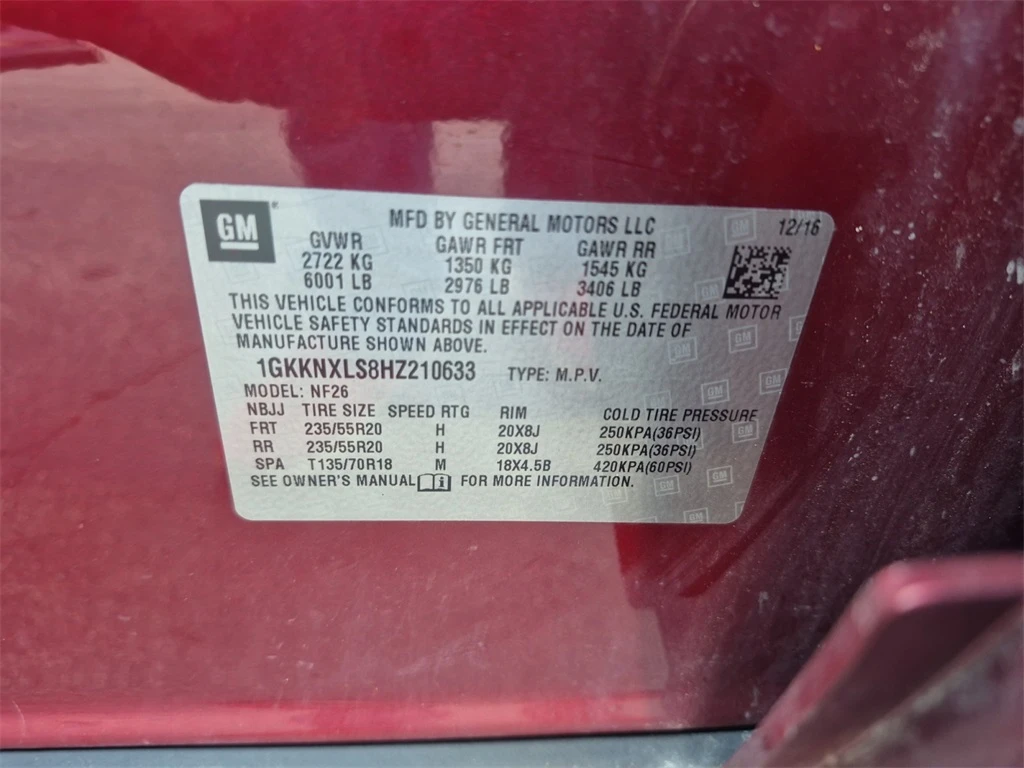 GM
MFD BY GENERAL MOTORS LLC 12/16
GVWR GAWR FRT GAWR RR
2722 KG 1350 KG 1545 KG
6001 LB 2976 LB 3406 LB
THIS VEHICLE CONFORMS TO ALL APPLICABLE U.S. FEDERAL MOTOR
VEHICLE SAFETY STANDARDS IN EFFECT ON THE DATE OF
MANUFACTURE SHOWN ABOVE.
1GKKNXLS8HZ210633 TYPE: M.P.V.
MODEL: NF26
NBJJ TIRE SIZE SPEED RTG RIM COLD TIRE PRESSURE
FRT 235/55R20 H 20X8J 250KPA(36PSI)
RR 235/55R20 H 20X8J 250KPA(36PSI)
SPA T135/70R18 M 18X4.5B 420KPA(60PSI)
SEE OWNER'S MANUAL FOR MORE INFORMATION.